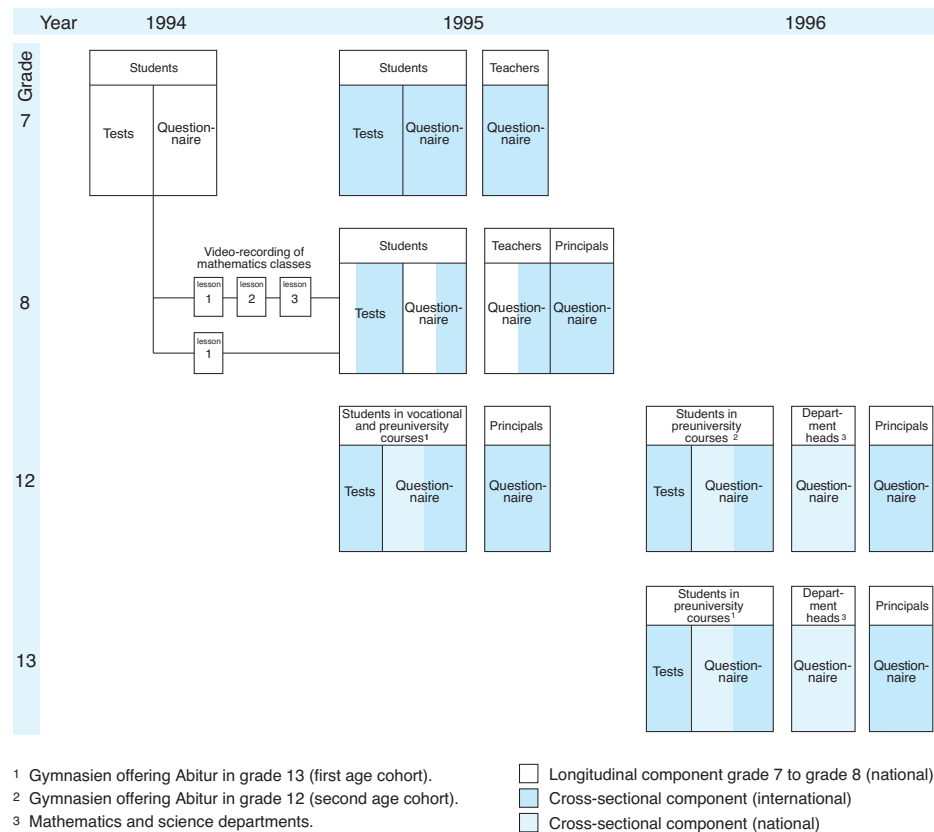 Year 1994 1995 1996
Grade
7
Students
Tests
Question-
naire
Students
Tests
Question-
naire
Teachers
Question-
naire
8
Video-recording of
mathematics classes
lesson
1
lesson
2
lesson
3
lesson
1
Students
Tests
Question-
naire
Teachers
Question-
naire
Principals
Question-
naire
12
Students in vocational
and preuniversity
courses1
Tests
Question-
naire
Principals
Question-
naire
Students in
preuniversity
courses 2
Tests
Question-
naire
Depart-
ment
heads 3
Question-
naire
Principals
Question-
naire
13
Students in
preuniversity
courses1
Tests
Question-
naire
Depart-
ment
heads 3
Question-
naire
Principals
Question-
naire
1 Gymnasien offering Abitur in grade 13 (first age cohort).
2 Gymnasien offering Abitur in grade 12 (second age cohort).
3 Mathematics and science departments.
Longitudinal component grade 7 to grade 8 (national)
Cross-sectional component (international)
Cross-sectional component (national)